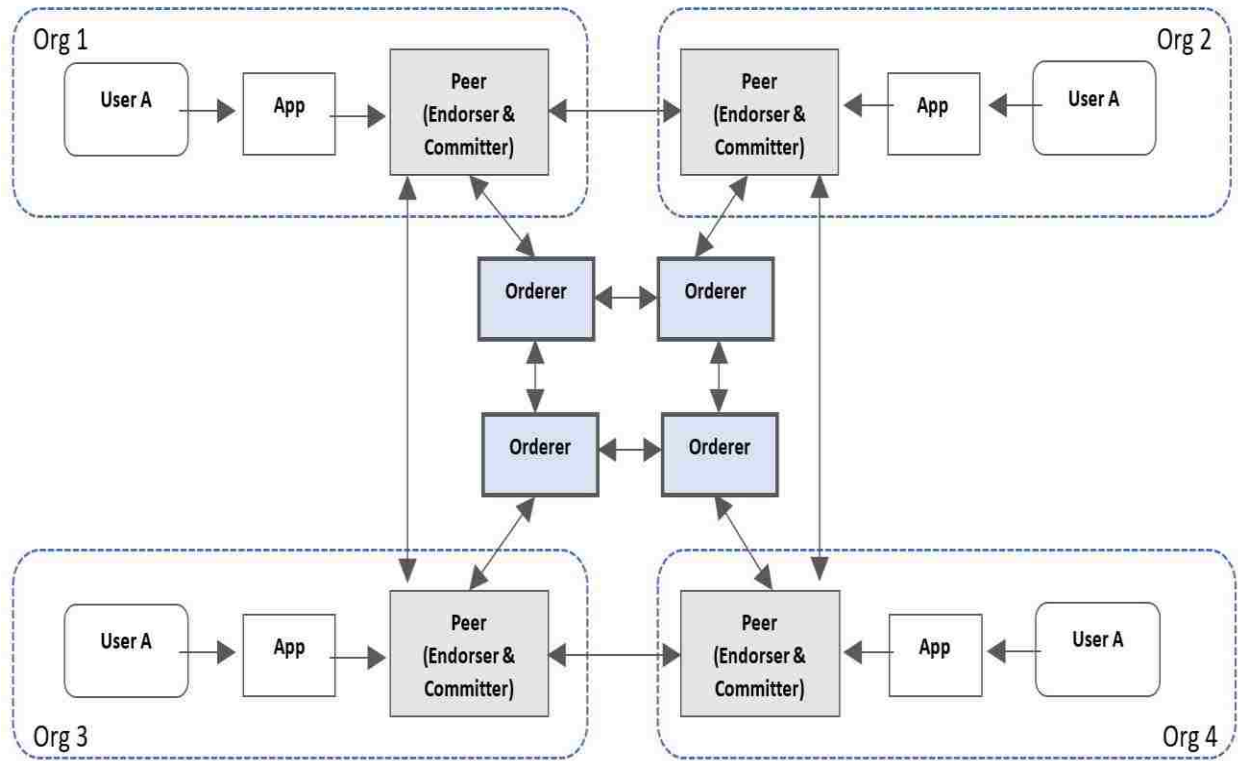 Org 1
User A
App
Peer
(Endorser &
Committer)
Org 2
Peer
(Endorser &
Committer)
App
User A
Orderer
Orderer
Orderer
Orderer
User A
App
Peer
(Endorser &
Committer)
Org 3
Peer
(Endorser &
Committer)
App
User A
Org 4